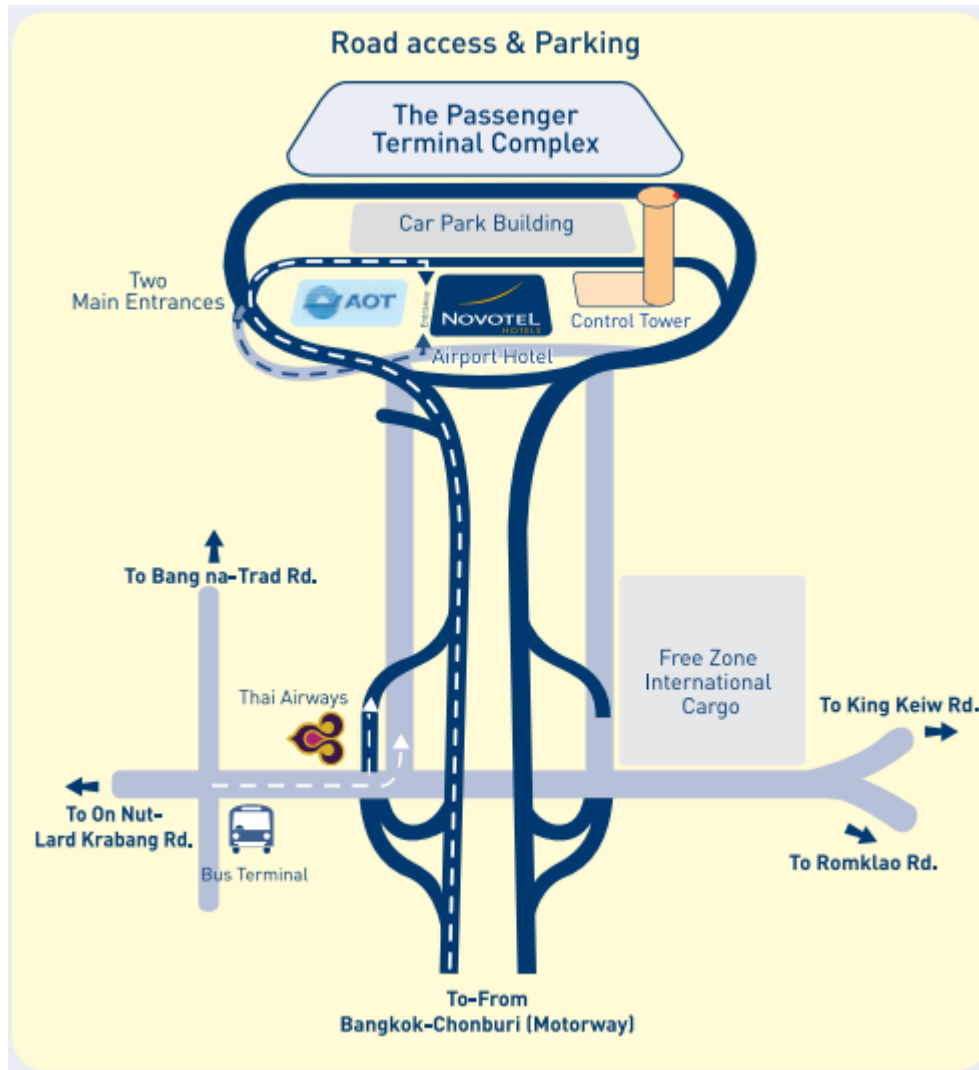 Road access & Parking
The Passenger
Terminal Complex
Car Park Building
Two
Main Entrances
AOT
Entrance
NOVOTEL
HOTELS
Control Tower
Airport Hotel
To Bang na-Trad Rd.
Thai Airways
Free Zone
International
Cargo
To King Keiw Rd.
To On Nut-
Lard Krabang Rd.
Bus Terminal
To Romklao Rd.
To-From
Bangkok-Chonburi (Motorway)